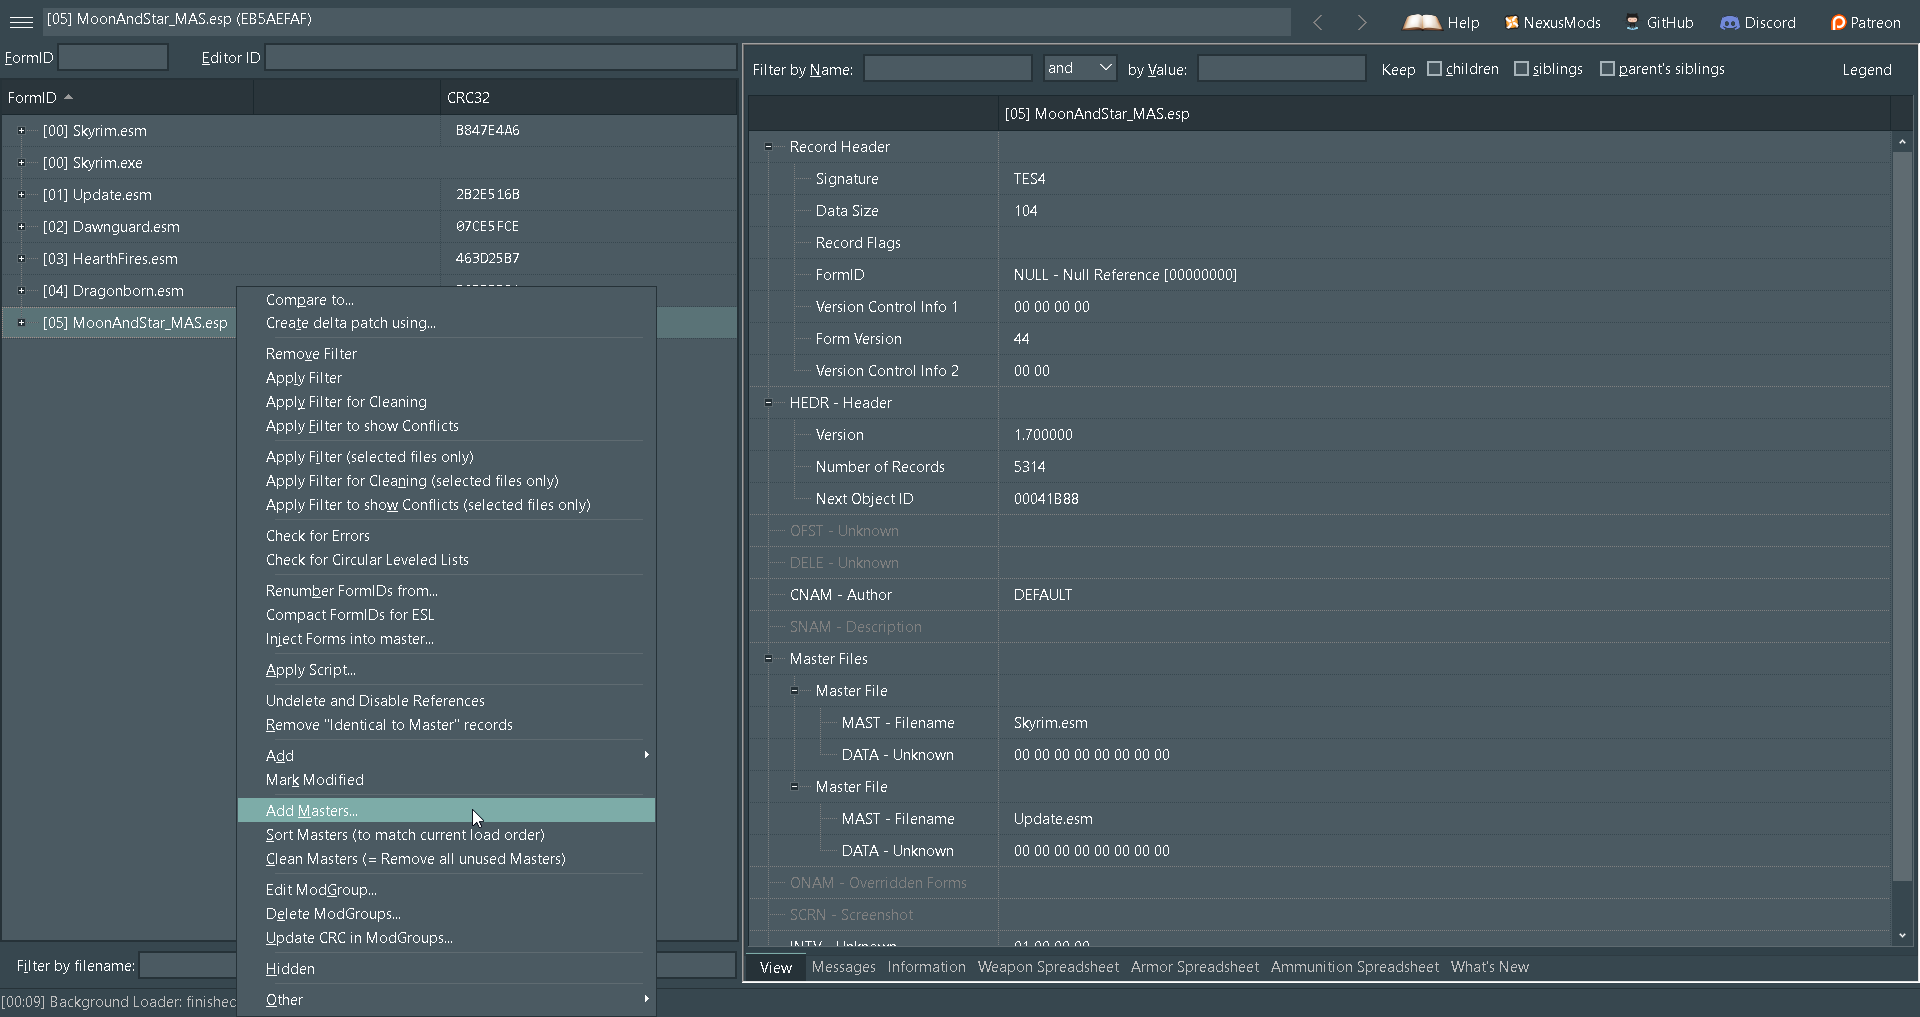 [05] MoonAndStar_MAS.esp (EB5AEFAF)
Help
NexusMods
GitHub
Discord
Patreon
FormID
Editor ID
FormID
CRC32
[00] Skyrim.esm B847E4A6
[00] Skyrim.exe
[01] Update.esm 2B2E516B
[02] Dawnguard.esm 07CE5FCE
[03] HearthFires.esm 463D25B7
[04] Dragonborn.esm
[05] MoonAndStar_MAS.esp
Compare to...
Create delta patch using...
Remove Filter
Apply Filter
Apply Filter for Cleaning
Apply Filter to show Conflicts
Apply Filter (selected files only)
Apply Filter for Cleaning (selected files only)
Apply Filter to show Conflicts (selected files only)
Check for Errors
Check for Circular Leveled Lists
Renumber FormIDs from...
Compact FormIDs for ESL
Inject Forms into master...
Apply Script...
Undelete and Disable References
Remove "Identical to Master" records
Add
Mark Modified
Add Masters...
Sort Masters (to match current load order)
Clean Masters (= Remove all unused Masters)
Edit ModGroup...
Delete ModGroups...
Update CRC in ModGroups...
Hidden
Other
Filter by filename:
[00:09] Background Loader: finished
Filter by Name:
and
by Value:
Keep
children
siblings
parent's siblings
Legend
[05] MoonAndStar_MAS.esp
Record Header
Signature TES4
Data Size 104
Record Flags
FormID NULL - Null Reference [00000000]
Version Control Info 1 00 00 00 00
Form Version 44
Version Control Info 2 00 00
HEDR - Header
Version 1.700000
Number of Records 5314
Next Object ID 00041B88
OFST - Unknown
DELE - Unknown
CNAM - Author DEFAULT
SNAM - Description
Master Files
Master File
MAST - Filename Skyrim.esm
DATA - Unknown 00 00 00 00 00 00 00 00
Master File
MAST - Filename Update.esm
DATA - Unknown 00 00 00 00 00 00 00 00
ONAM - Overridden Forms
SCRN - Screenshot
INTV - Unknown 01 00 00 00
View
Messages
Information
Weapon Spreadsheet
Armor Spreadsheet
Ammunition Spreadsheet
What's New